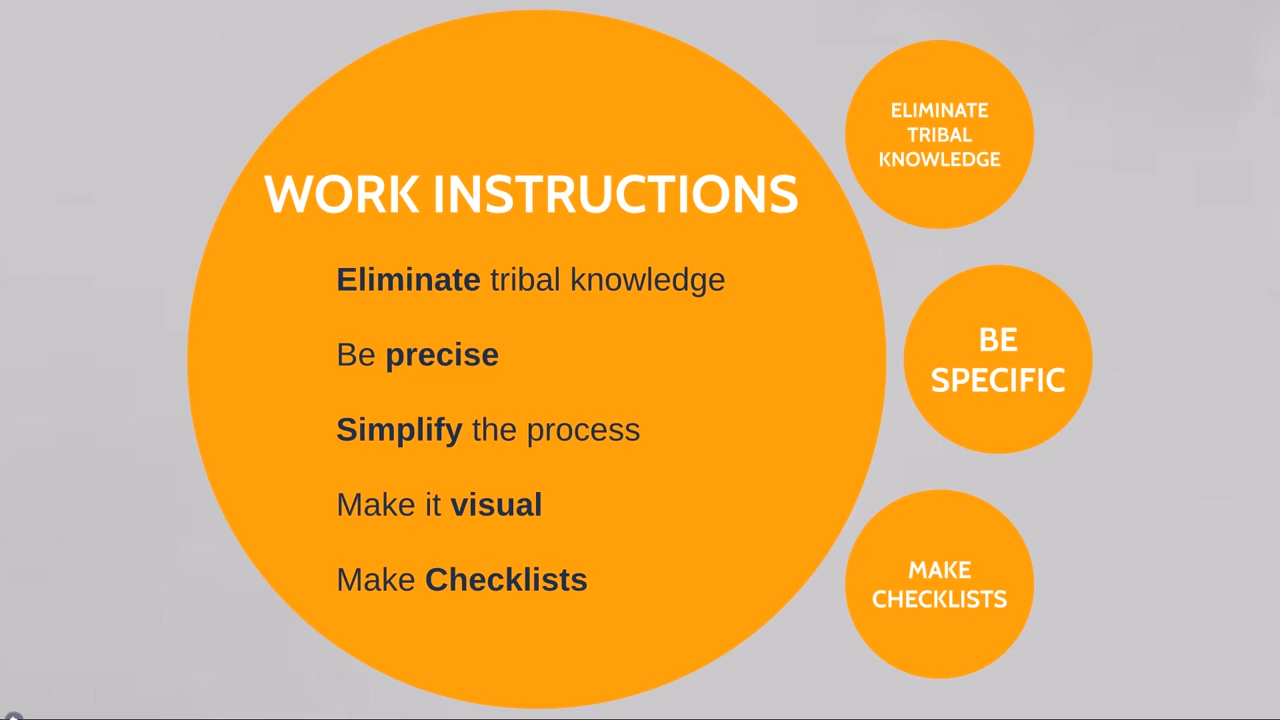 WORK INSTRUCTIONS
Eliminate tribal knowledge
Be precise
Simplify the process
Make it visual
Make Checklists
ELIMINATE
TRIBAL
KNOWLEDGE
BE
SPECIFIC
MAKE
CHECKLISTS